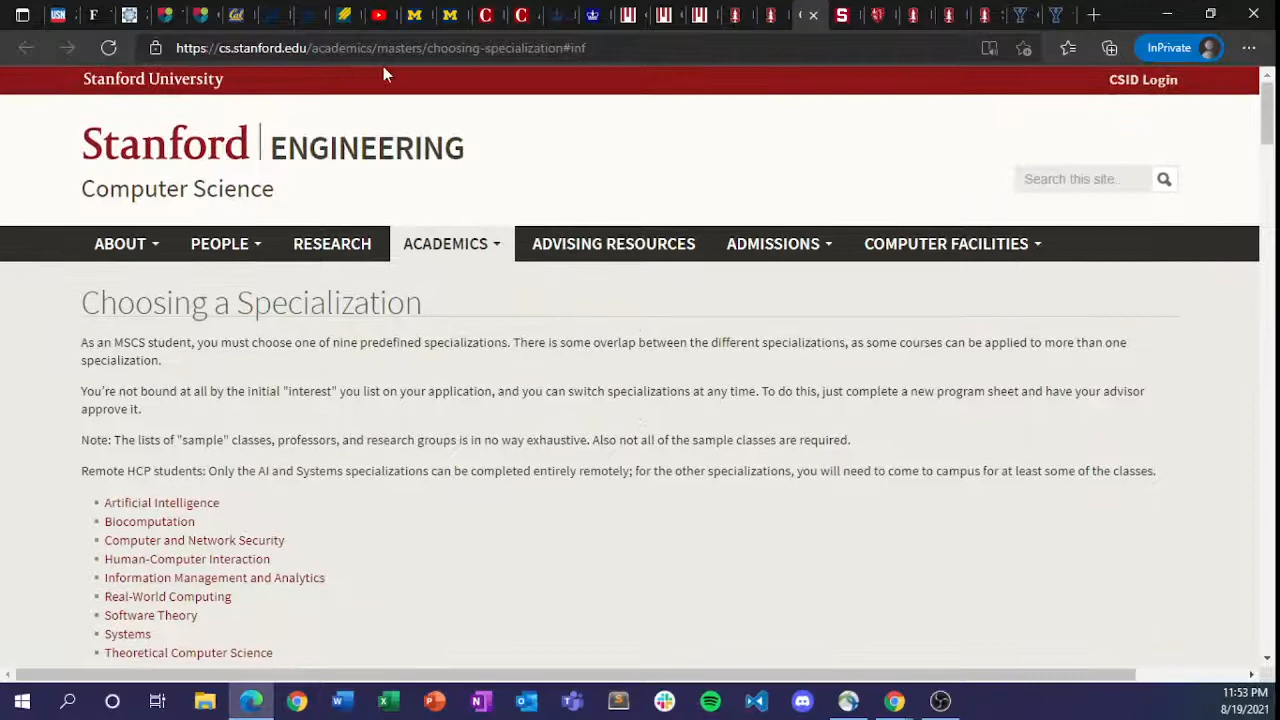 https://cs.stanford.edu/academics/masters/choosing-specialization#inf
InPrivate
Stanford University
CSID Login
Stanford ENGINEERING
Computer Science
Search this site..
ABOUT PEOPLE RESEARCH ACADEMICS ADVISING RESOURCES ADMISSIONS COMPUTER FACILITIES
Choosing a Specialization
As an MSCS student, you must choose one of nine predefined specializations. There is some overlap between the different specializations, as some courses can be applied to more than one
specialization.
You're not bound at all by the initial "interest" you list on your application, and you can switch specializations at any time. To do this, just complete a new program sheet and have your advisor
approve it.
Note: The lists of "sample" classes, professors, and research groups is in no way exhaustive. Also not all of the sample classes are required.
Remote HCP students: Only the AI and Systems specializations can be completed entirely remotely; for the other specializations, you will need to come to campus for at least some of the classes.
Artificial Intelligence
Biocomputation
Computer and Network Security
Human-Computer Interaction
Information Management and Analytics
Real-World Computing
Software Theory
Systems
Theoretical Computer Science
11:53 PM
8/19/2021